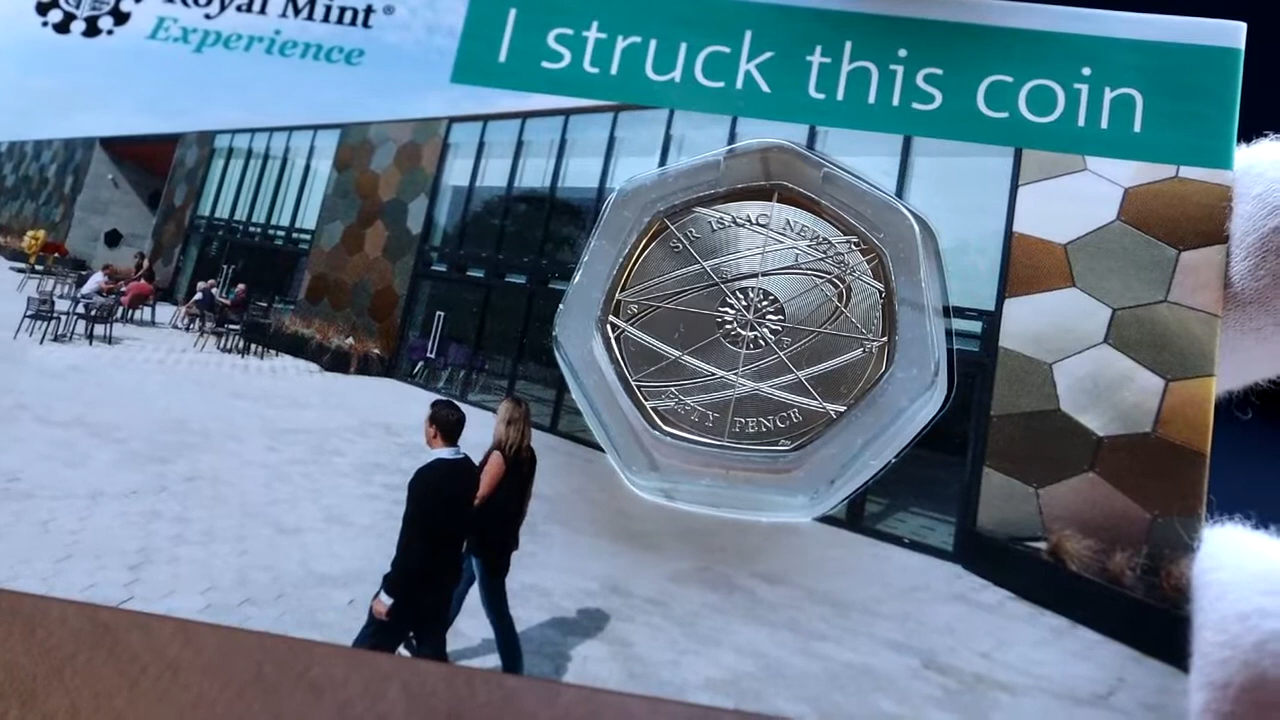 Royal Mint®
Experience
I struck this coin
SIR ISAAC NEWTON
FIFTY PENCE